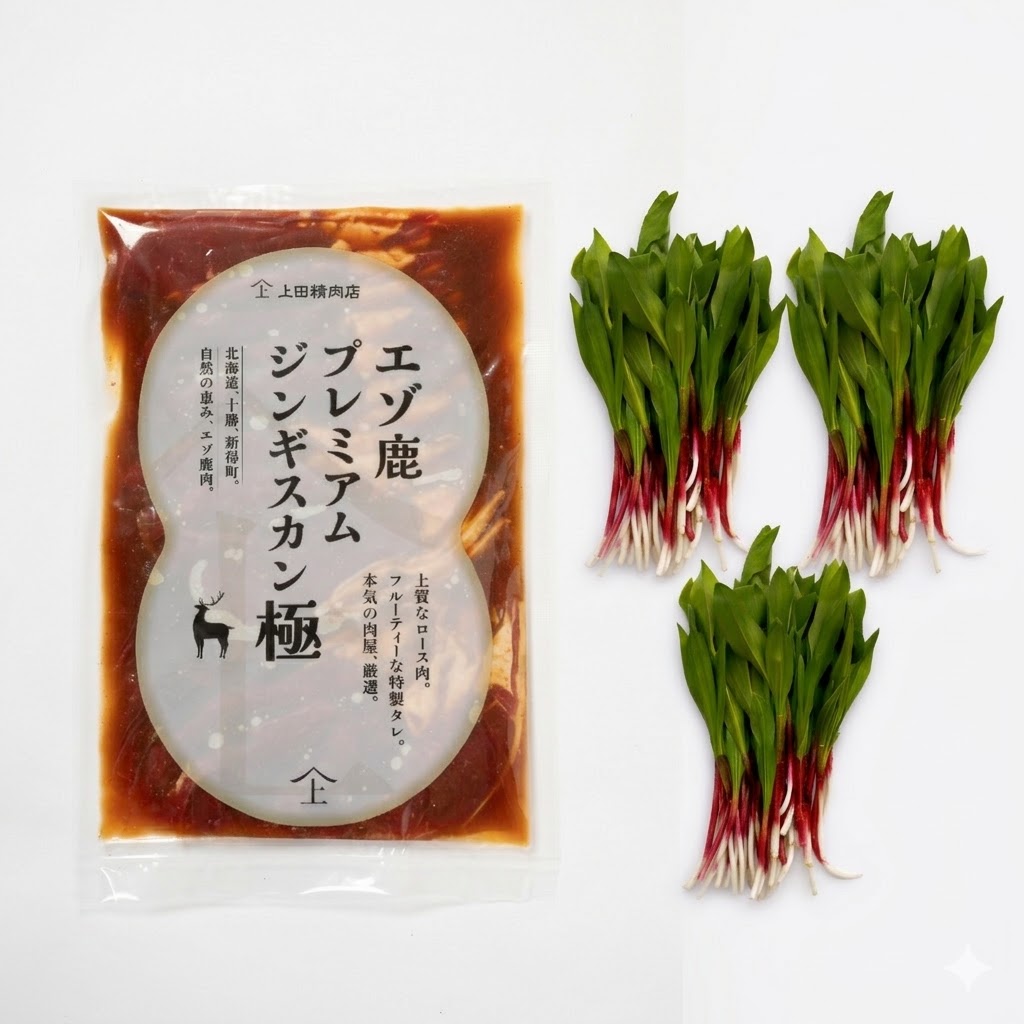 上田精肉店
エゾ鹿
プレミアム
ジンギスカン極
北海道、十勝、新得町。
自然の恵み、エゾ鹿肉。
上質なロース肉。
フルーティーな特製タレ。
本気の肉屋、厳選。
上